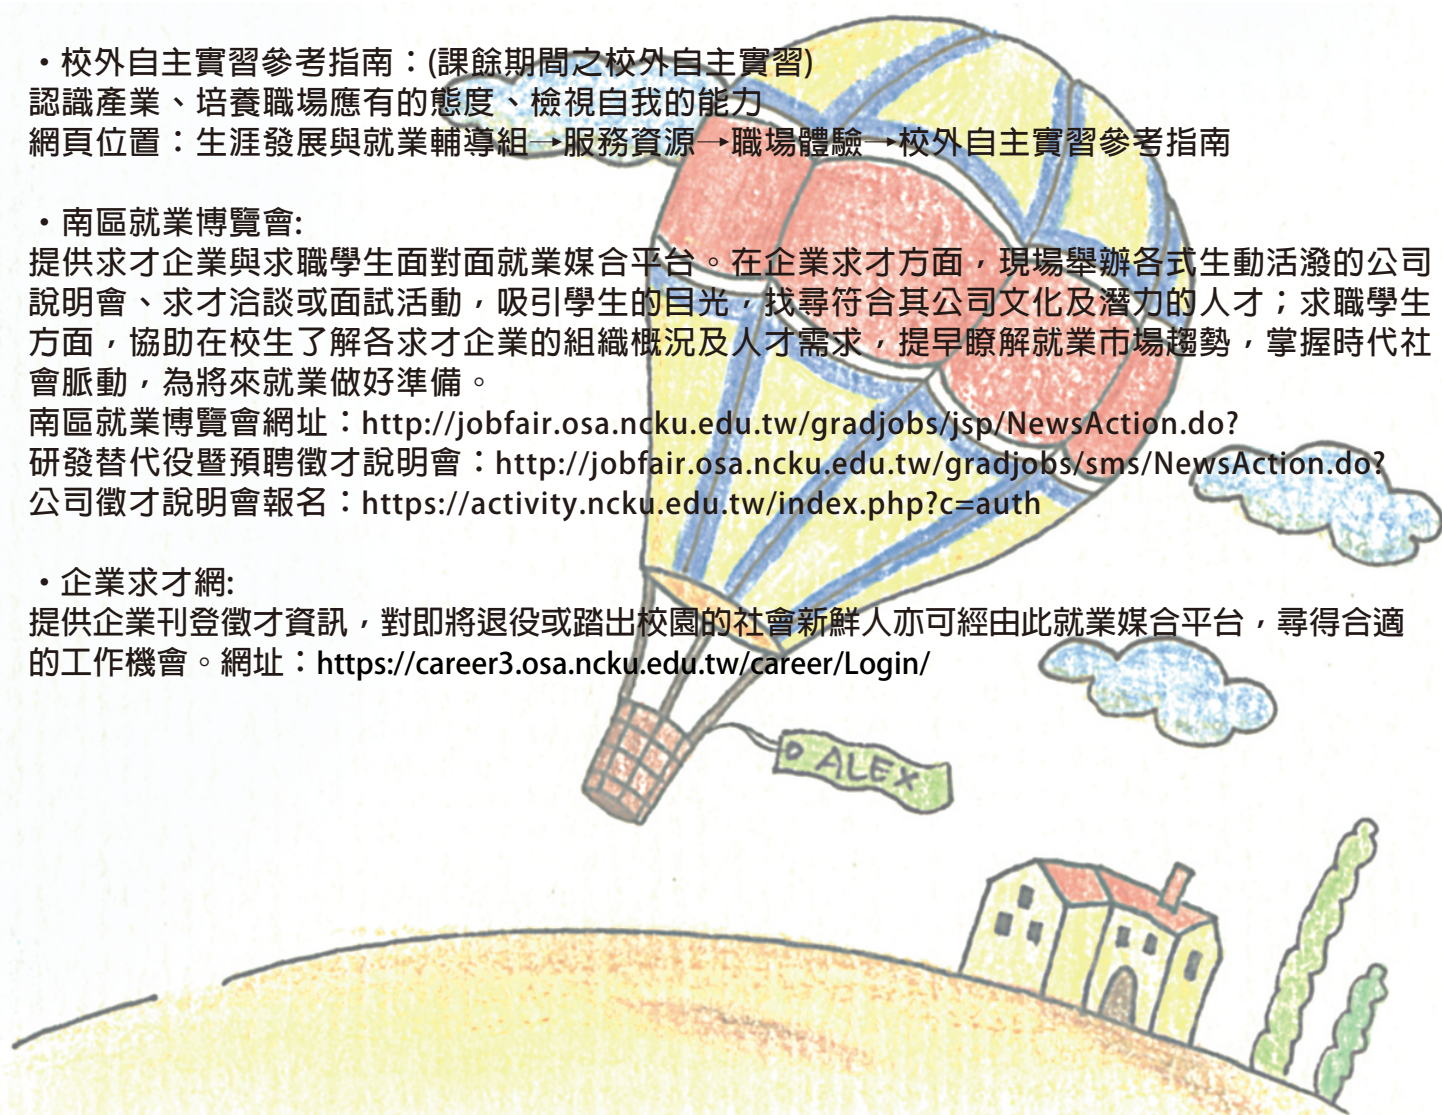 ・校外自主實習參考指南：(課餘期間之校外自主實習)
認識產業、培養職場應有的態度、檢視自我的能力
網頁位置：生涯發展與就業輔導組→服務資源→職場體驗→校外自主實習參考指南
・南區就業博覽會:
提供求才企業與求職學生面對面就業媒合平台。在企業求才方面，現場舉辦各式生動活潑的公司
說明會、求才洽談或面試活動，吸引學生的目光，找尋符合其公司文化及潛力的人才；求職學生
方面，協助在校生了解各求才企業的組織概況及人才需求，提早瞭解就業市場趨勢，掌握時代社
會脈動，為將來就業做好準備。
南區就業博覽會網址：http://jobfair.osa.ncku.edu.tw/gradjobs/jsp/NewsAction.do?
研發替代役暨預聘徵才說明會：http://jobfair.osa.ncku.edu.tw/gradjobs/sms/NewsAction.do?
公司徵才說明會報名：https://activity.ncku.edu.tw/index.php?c=auth
・企業求才網:
提供企業刊登徵才資訊，對即將退役或踏出校園的社會新鮮人亦可經由此就業媒合平台，尋得合適
的工作機會。網址：https://career3.osa.ncku.edu.tw/career/Login/
D ALEX